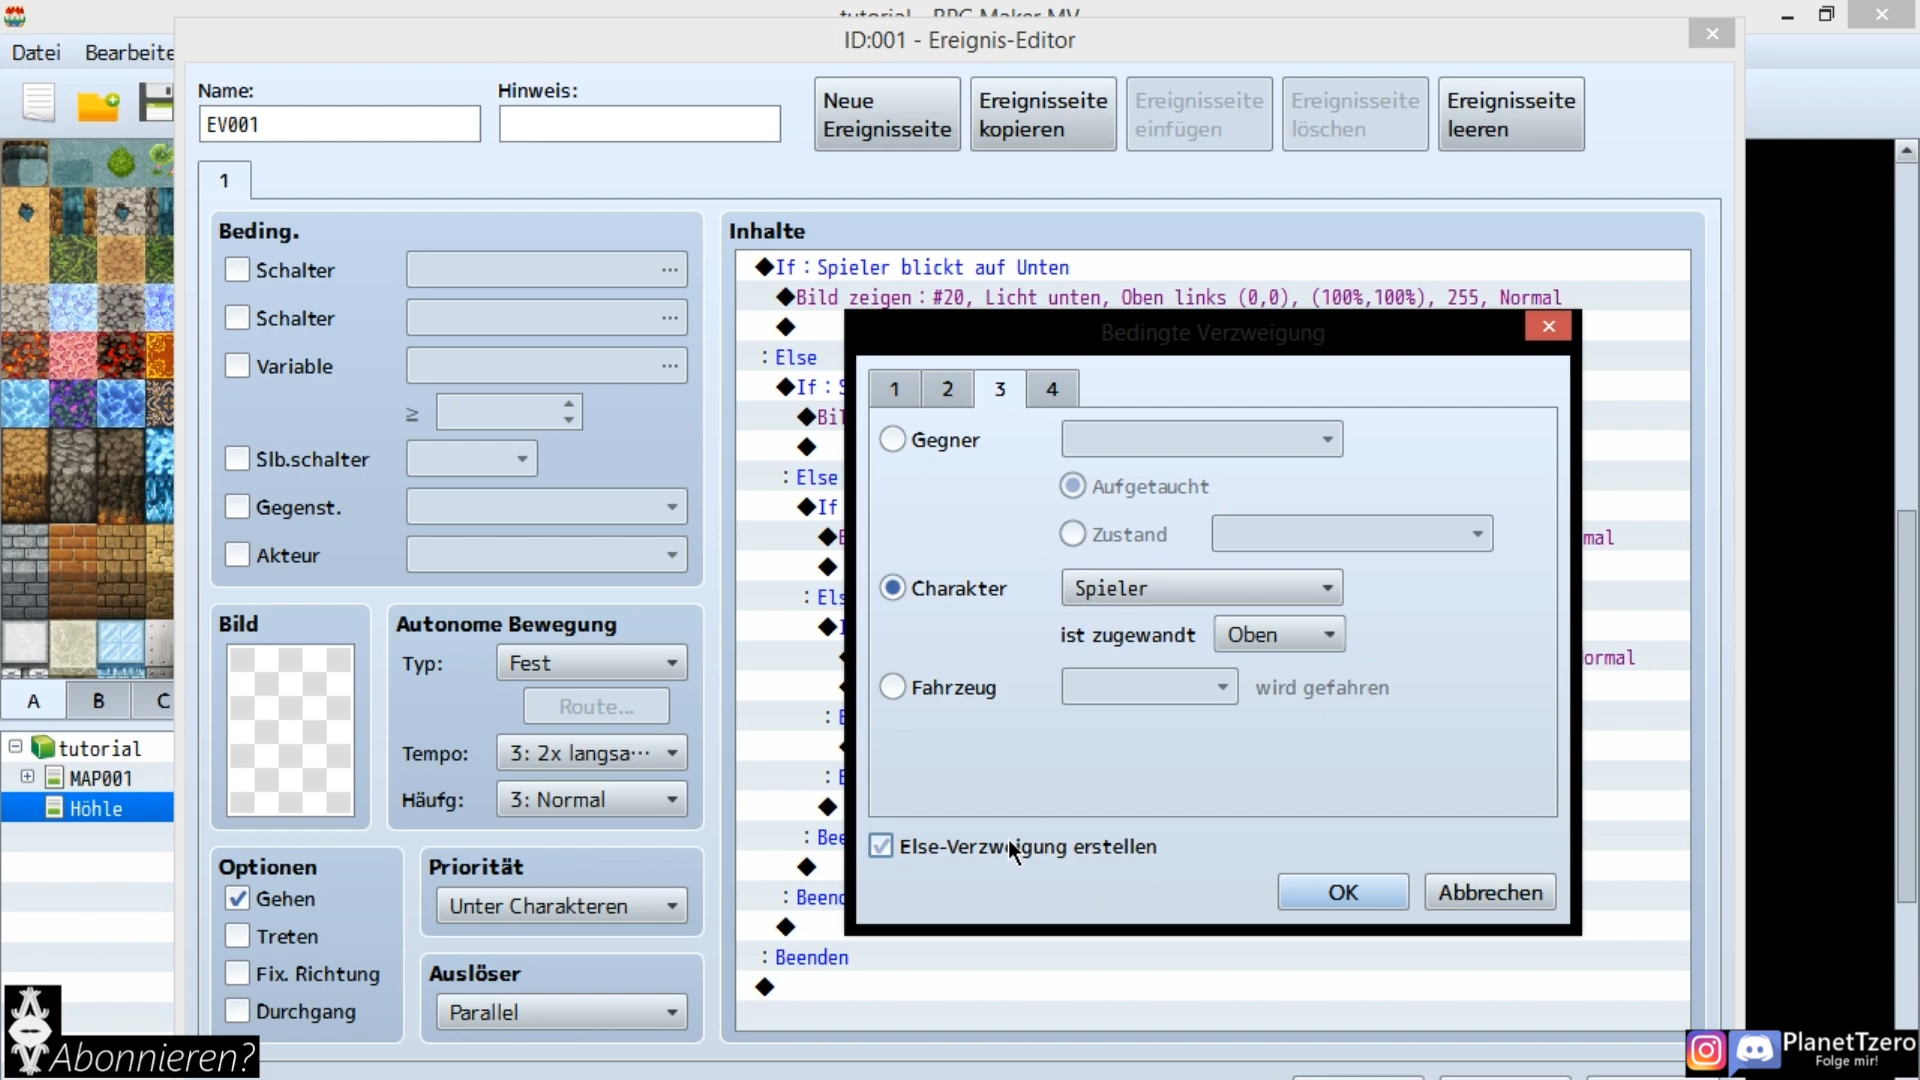 ID:001 - Ereignis-Editor
Datei Bearbeite
Name:
EV001
Hinweis:
Neue Ereignisseite
Ereignisseite kopieren
Ereignisseite einfügen
Ereignisseite löschen
Ereignisseite leeren
1
Beding.
Schalter ...
Schalter ...
Variable ...
≥
Slb.schalter
Gegenst.
Akteur
Bild
Autonome Bewegung
Typ: Fest
Route...
Tempo: 3: 2x langsa...
Häufg: 3: Normal
Optionen
Gehen
Treten
Fix. Richtung
Durchgang
Priorität
Unter Charakteren
Auslöser
Parallel
Inhalte
◆If：Spieler blickt auf Unten
◆Bild zeigen：#20, Licht unten, Oben links (0,0), (100%,100%), 255, Normal
◆
: Else
◆If：S
◆Bil
◆
: Else
◆If
◆
: Els
◆
: Bee
◆
: Beend
◆
: Beenden
◆
mal
ormal
Bedingte Verzweigung
1 2 3 4
Gegner
Aufgetaucht
Zustand
Charakter Spieler
ist zugewandt Oben
Fahrzeug wird gefahren
Else-Verzweigung erstellen
OK Abbrechen
A B C
tutorial
MAP001
Höhle
Abonnieren?
PlanetTzero
Folge mir!